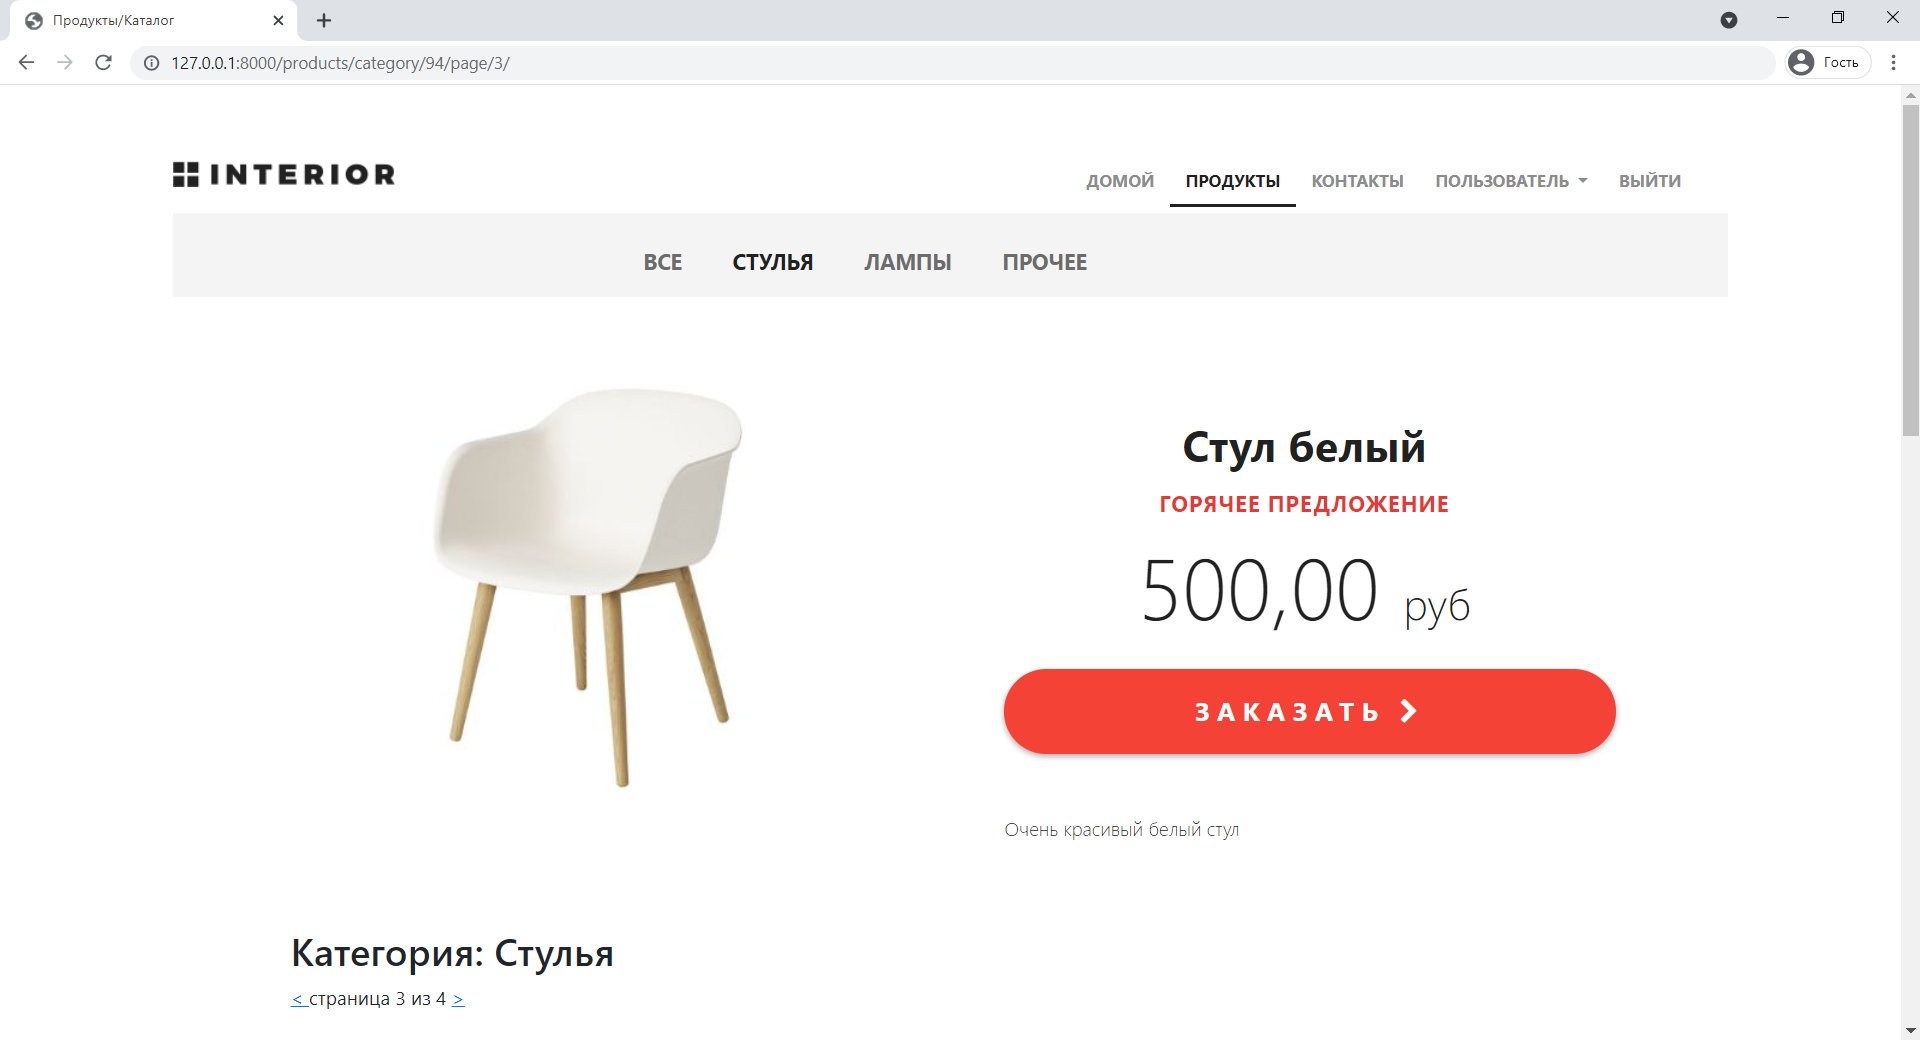 Продукты/Каталог
127.0.0.1:8000/products/category/94/page/3/
Гость
INTERIOR
ДОМОЙ ПРОДУКТЫ КОНТАКТЫ ПОЛЬЗОВАТЕЛЬ ВЫЙТИ
ВСЕ СТУЛЬЯ ЛАМПЫ ПРОЧЕЕ
Стул белый
ГОРЯЧЕЕ ПРЕДЛОЖЕНИЕ
500,00 руб
ЗАКАЗАТЬ
Очень красивый белый стул
Категория: Стулья
< страница 3 из 4 >